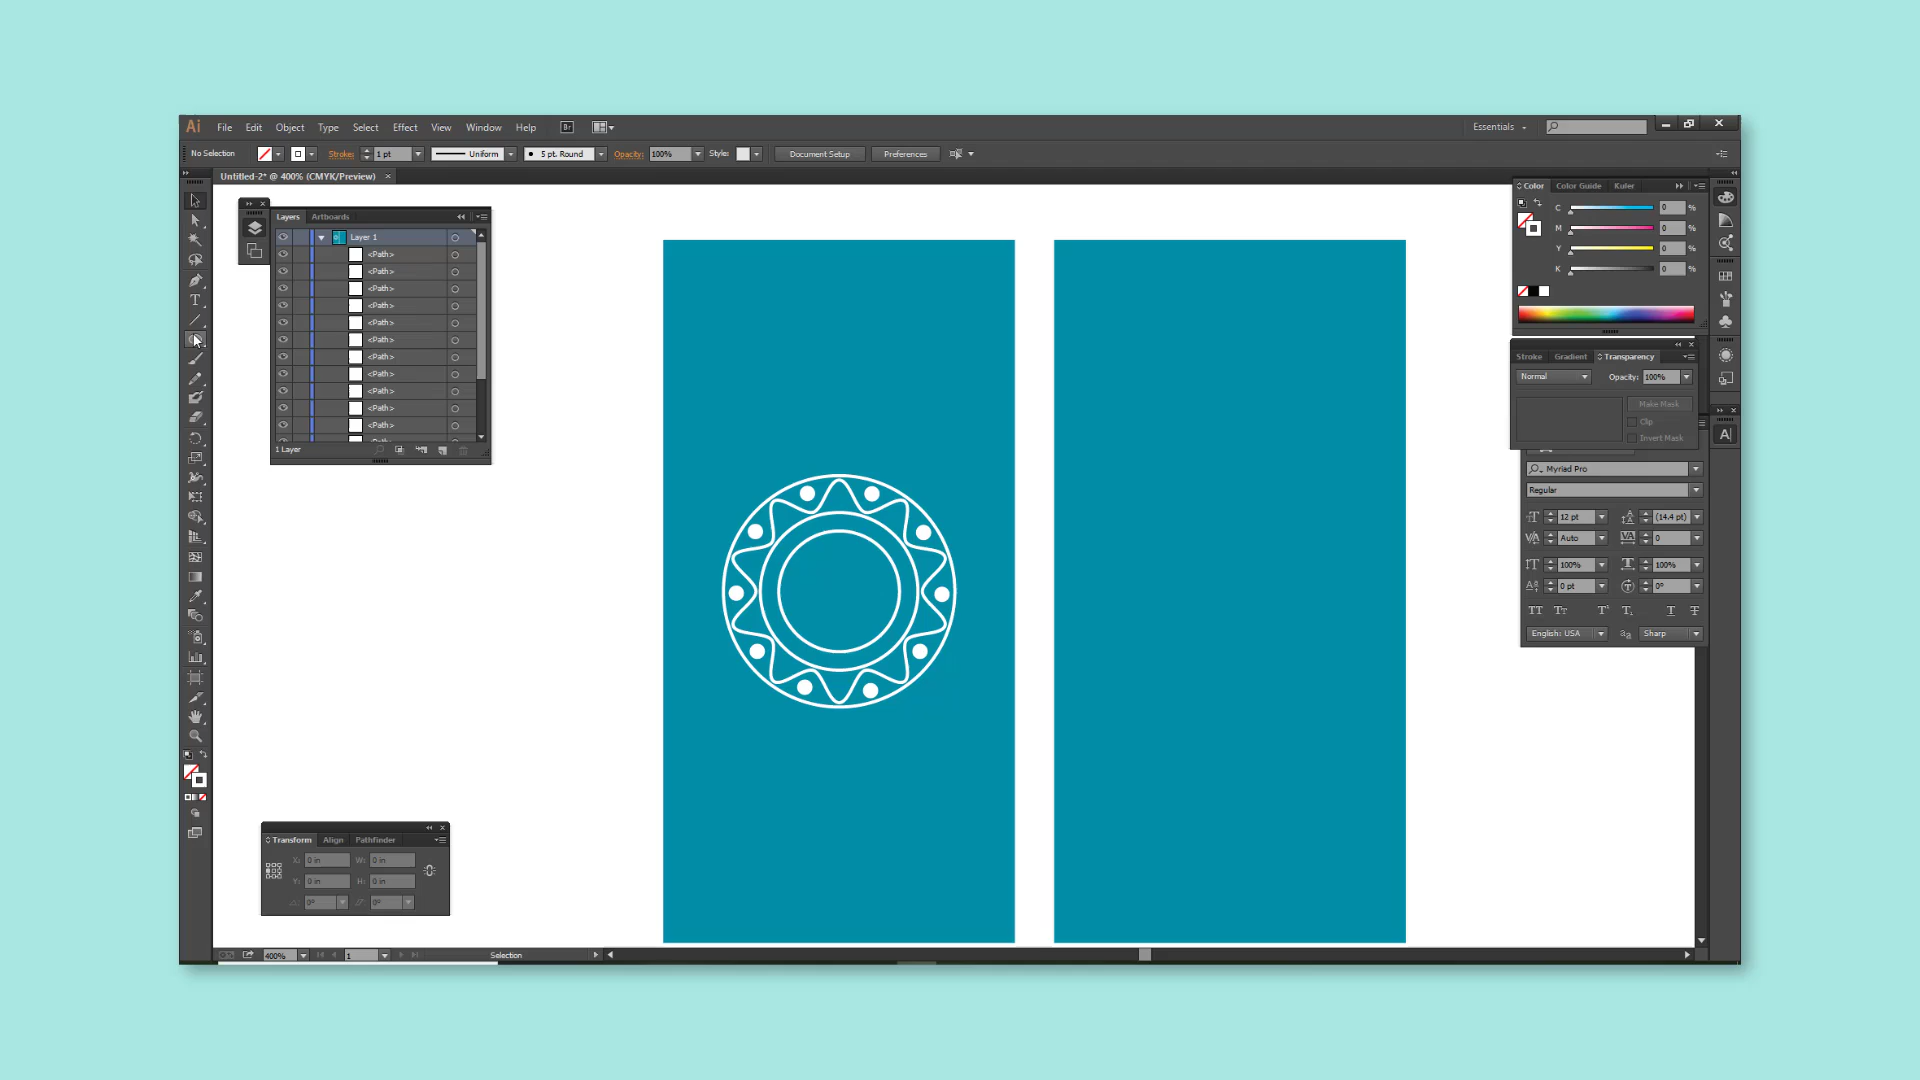 Ai File Edit Object Type Select Effect View Window Help Br Essentials
No Selection Stroke: 1 pt Uniform 5 pt. Round Opacity: 100% Style: Document Setup Preferences
Untitled-2* @ 400% (CMYK/Preview) ×
Layers Artboards
Layer 1
<Path>
<Path>
<Path>
<Path>
<Path>
<Path>
<Path>
<Path>
<Path>
<Path>
<Path>
1 Layer
Color Color Guide Kuler
C 0 %
M 0 %
Y 0 %
K 0 %
Stroke Gradient Transparency
Normal Opacity: 100%
Make Mask
Clip
Invert Mask
Myriad Pro
Regular
12 pt (14.4 pt)
Auto 0
100% 100%
0 pt 0°
English: USA Sharp
Transform Align Pathfinder
X: 0 in W: 0 in
Y: 0 in H: 0 in
0° 0°
400% 1 Selection